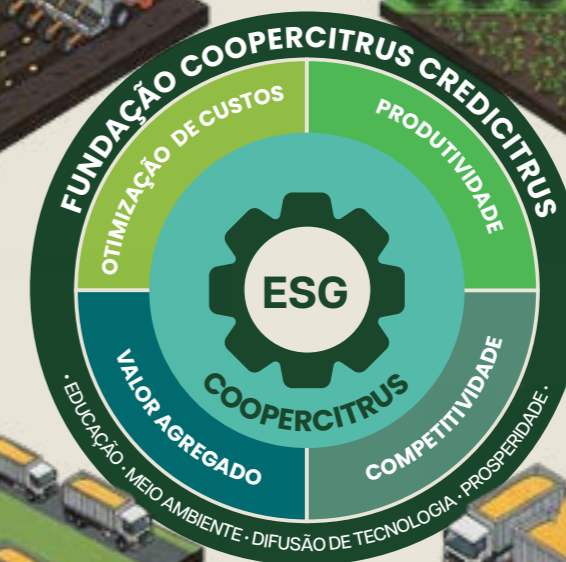 FUNDAÇÃO COOPERCITRUS CREDICITRUS
OTIMIZAÇÃO DE CUSTOS
PRODUTIVIDADE
ESG
COOPERCITRUS
VALOR AGREGADO
COMPETITIVIDADE
· EDUCAÇÃO · MEIO AMBIENTE · DIFUSÃO DE TECNOLOGIA · PROSPERIDADE ·